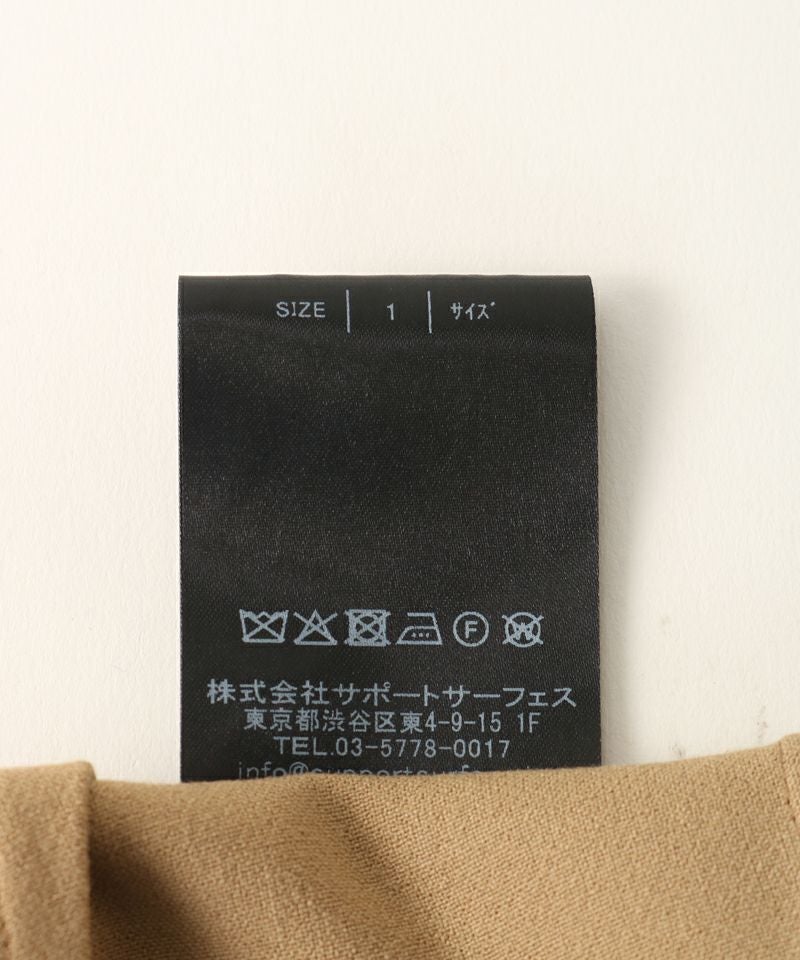 SIZE | 1 | ｻｲｽﾞ
F W
株式会社サポートサーフェス
東京都渋谷区東4-9-15 1F
TEL.03-5778-0017